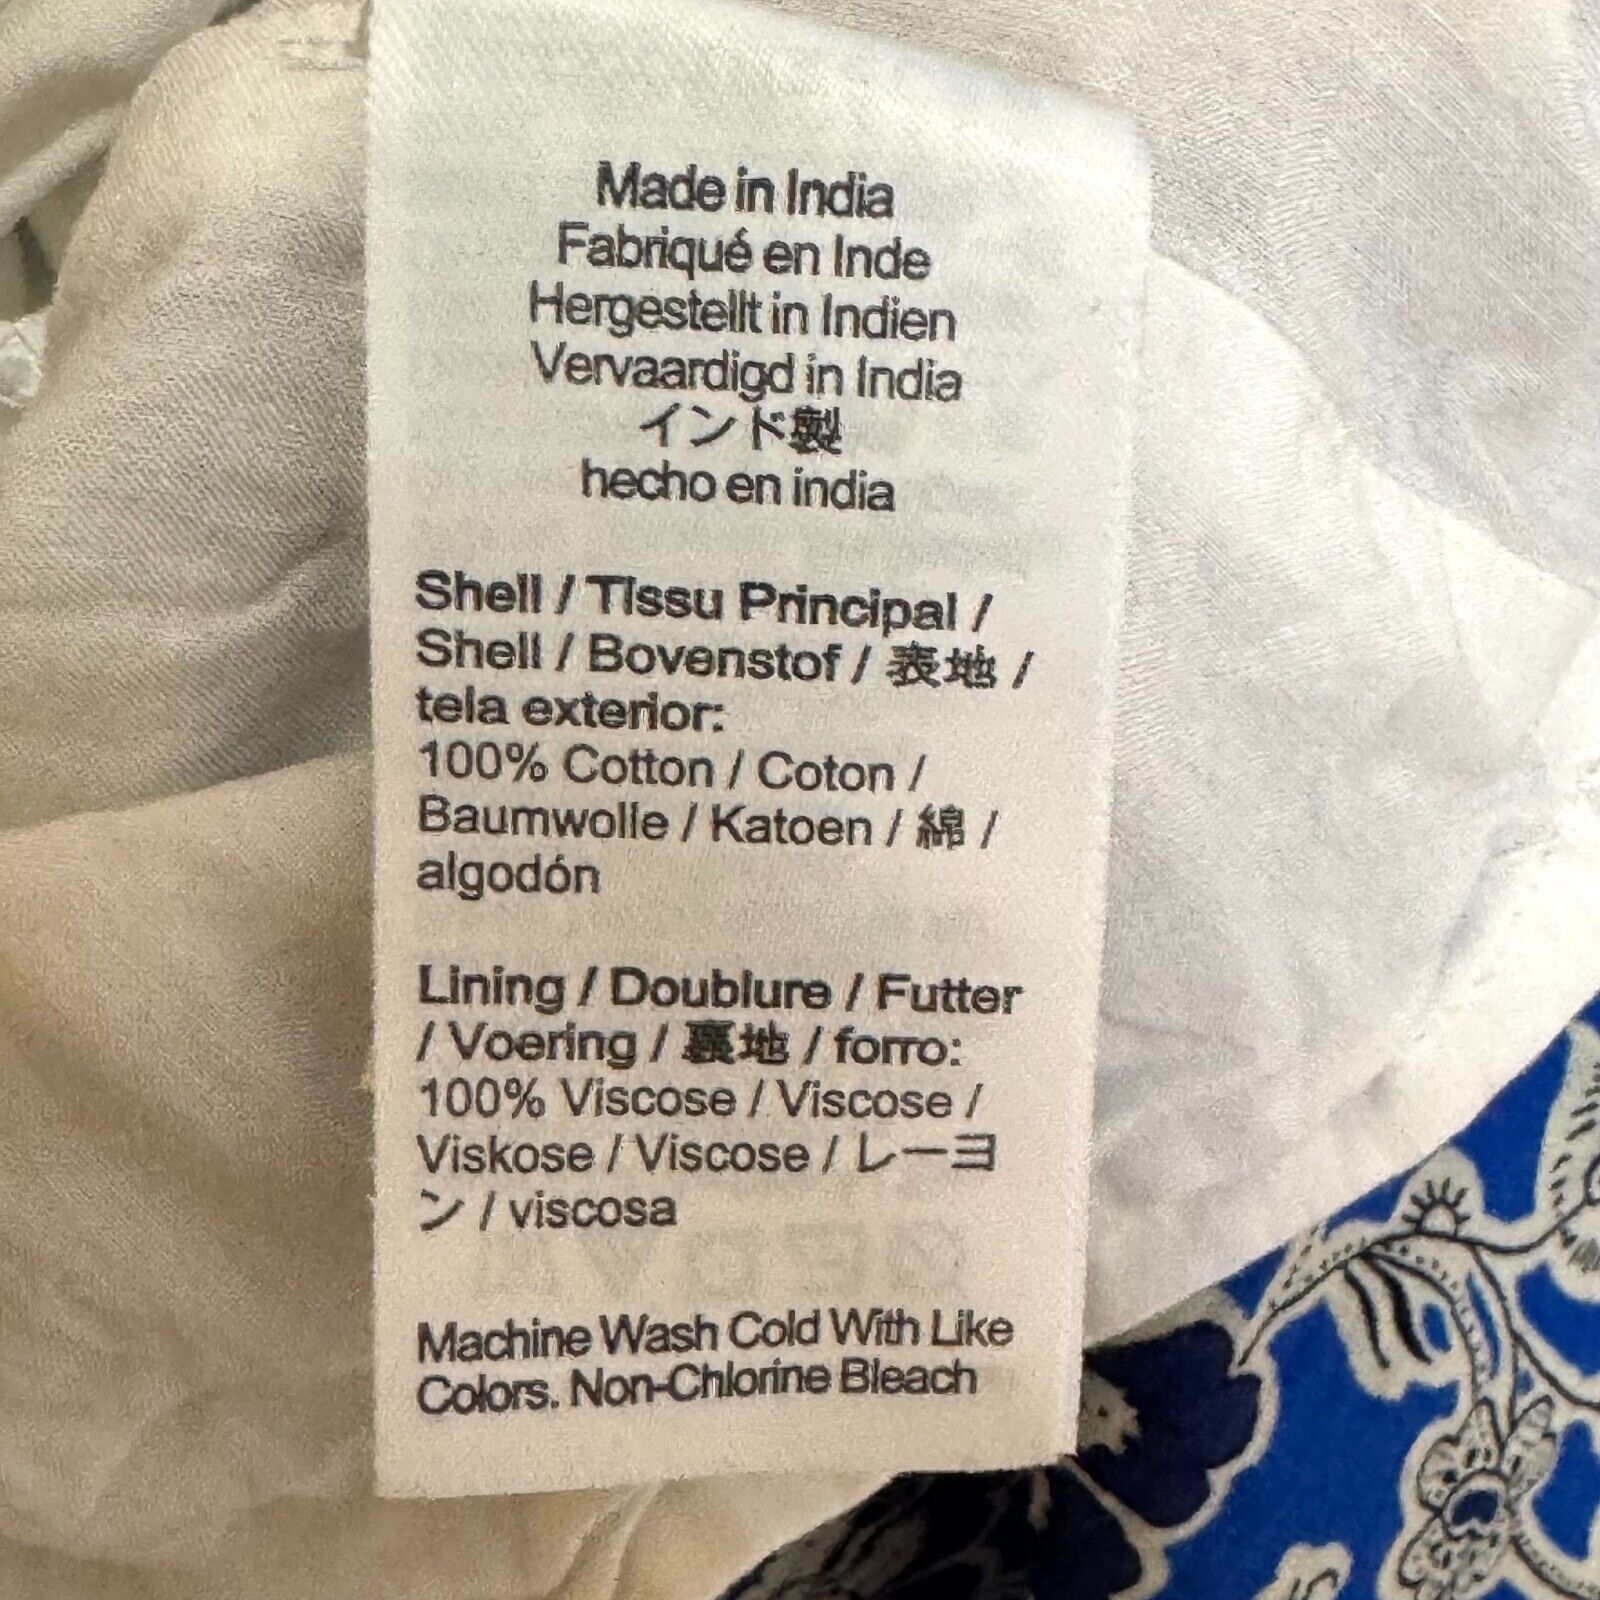 Made in India
Fabriqué en Inde
Hergestellt in Indien
Vervaardigd in India
インド製
hecho en india
Shell / Tissu Principal /
Shell / Bovenstof / 表地 /
tela exterior:
100% Cotton / Coton /
Baumwolle / Katoen / 綿 /
algodón
Lining / Doublure / Futter
/ Voering / 裏地 / forro:
100% Viscose / Viscose /
Viskose / Viscose / レーヨ
ン / viscosa
Machine Wash Cold With Like
Colors. Non-Chlorine Bleach